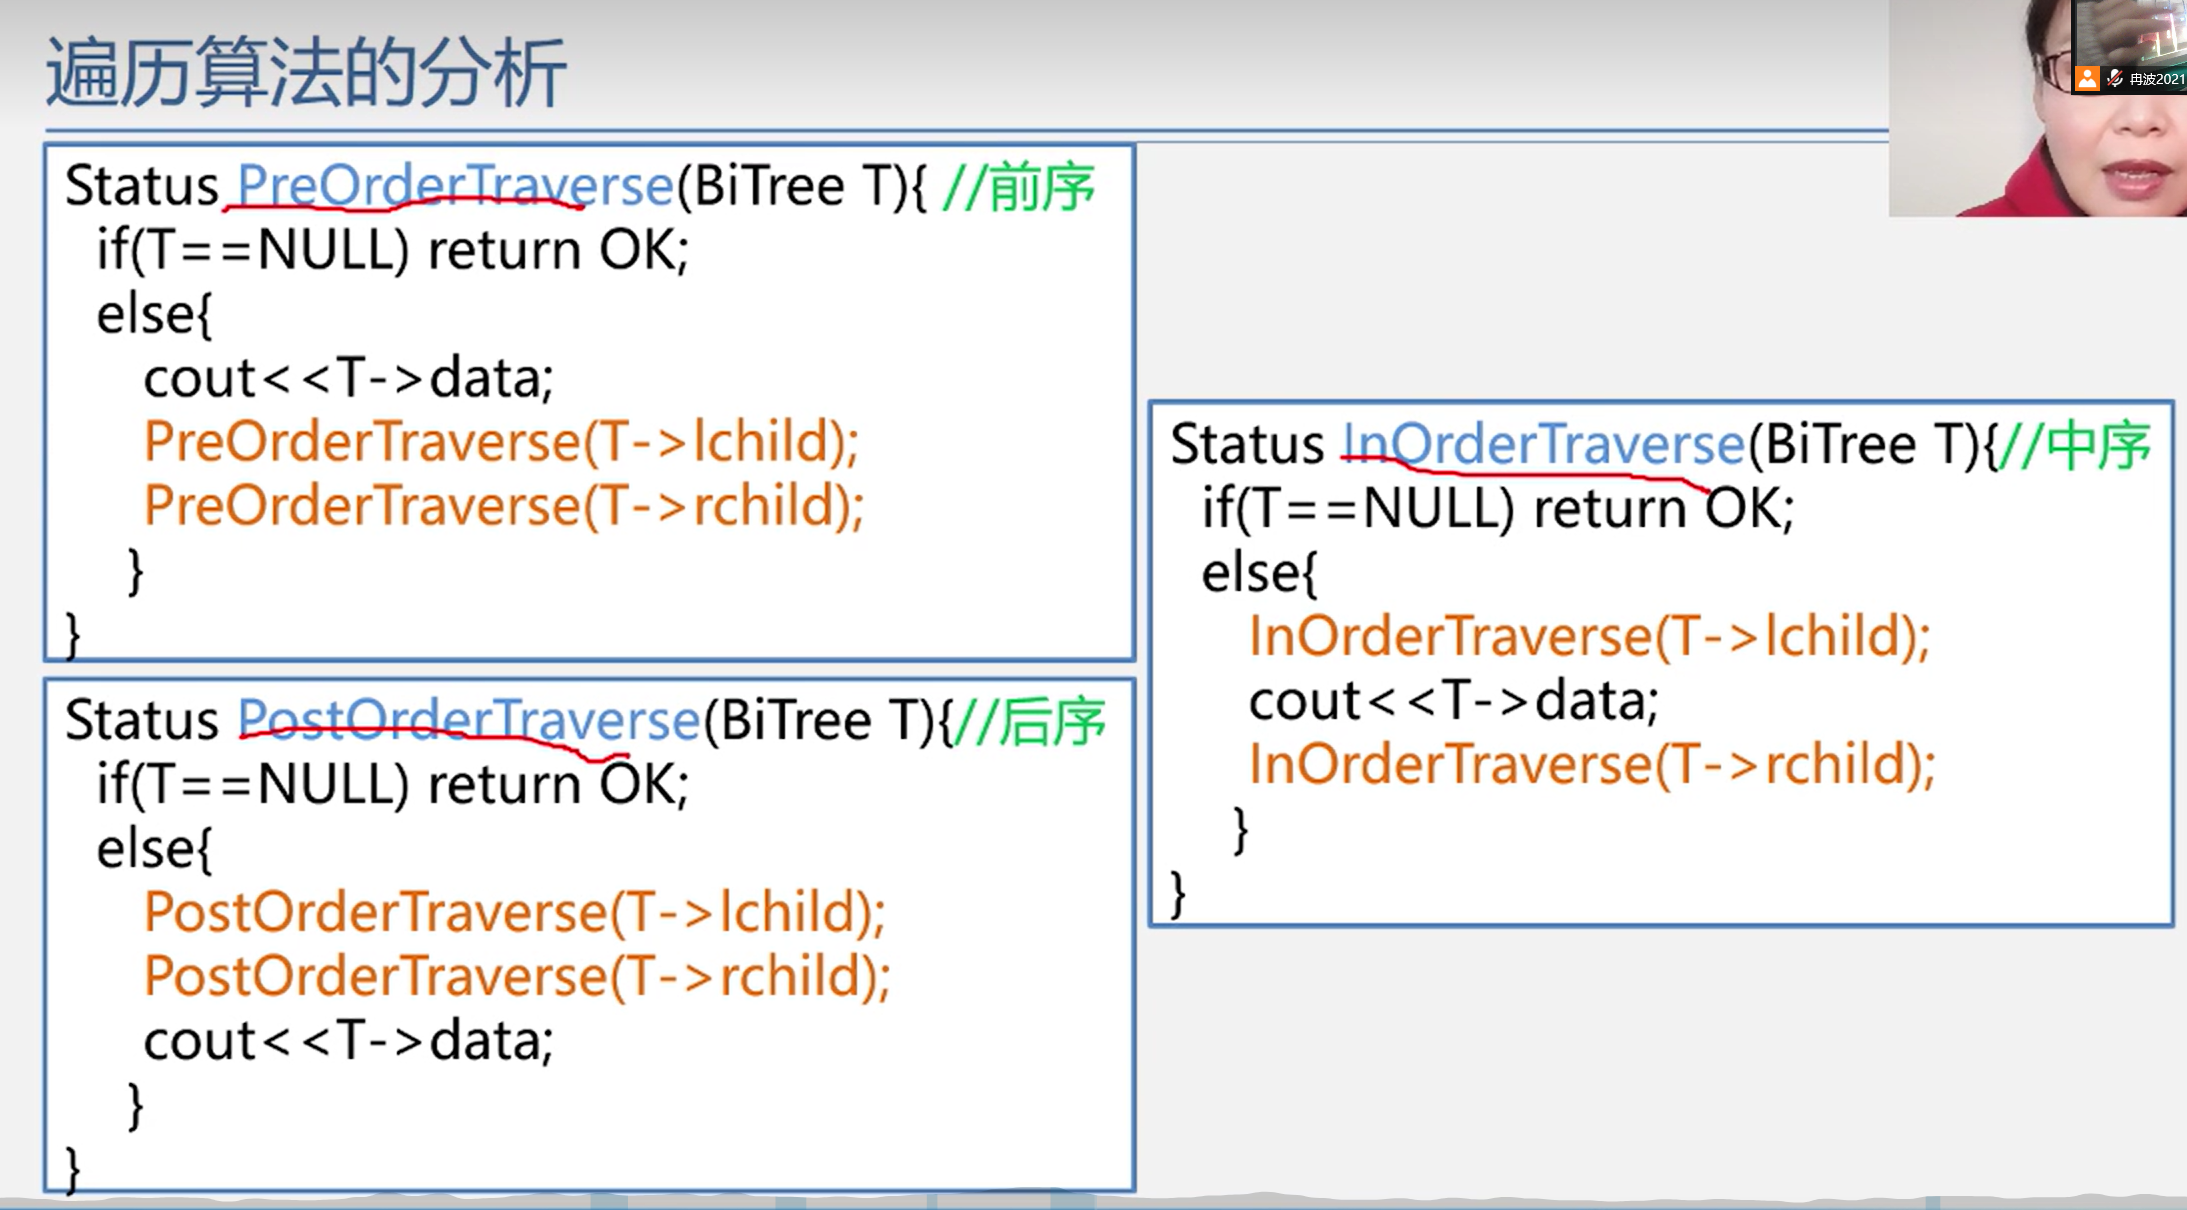 遍历算法的分析
冉波2021
Status PreOrderTraverse(BiTree T){ //前序
if(T==NULL) return OK;
else{
cout<<T->data;
PreOrderTraverse(T->lchild);
PreOrderTraverse(T->rchild);
}
}
Status PostOrderTraverse(BiTree T){//后序
if(T==NULL) return OK;
else{
PostOrderTraverse(T->lchild);
PostOrderTraverse(T->rchild);
cout<<T->data;
}
}
Status InOrderTraverse(BiTree T){//中序
if(T==NULL) return OK;
else{
InOrderTraverse(T->lchild);
cout<<T->data;
InOrderTraverse(T->rchild);
}
}